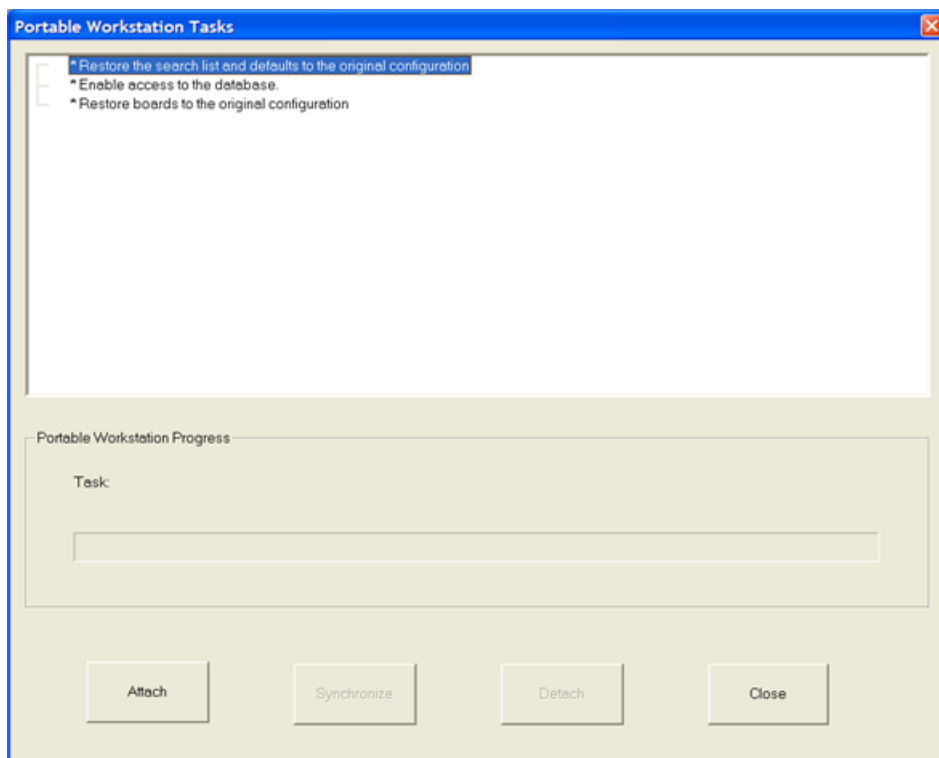 Portable Workstation Tasks
* Restore the search list and defaults to the original configuration
* Enable access to the database.
* Restore boards to the original configuration
Portable Workstation Progress
Task:
Attach
Synchronize
Detach
Close